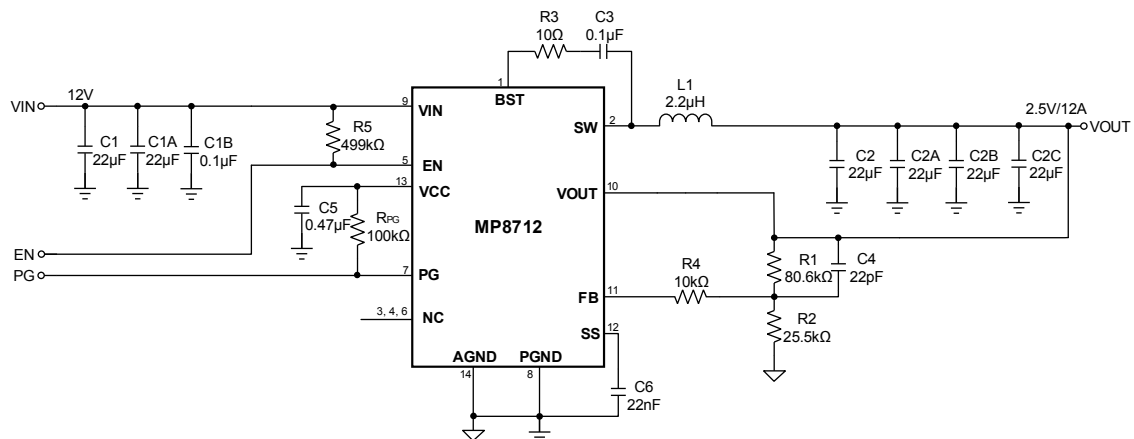 R3
10Ω
C3
0.1µF
1
BST
L1
2.2µH
VIN
12V
9
VIN
SW
2
2.5V/12A
VOUT
C1
22µF
C1A
22µF
C1B
0.1µF
R5
499kΩ
5
EN
C2
22µF
C2A
22µF
C2B
22µF
C2C
22µF
13
VCC
VOUT
10
C5
0.47µF
RPG
100kΩ
MP8712
EN
PG
7
PG
R4
10kΩ
R1
80.6kΩ
C4
22pF
FB
11
3, 4, 6
NC
SS
12
R2
25.5kΩ
AGND
14
PGND
8
C6
22nF